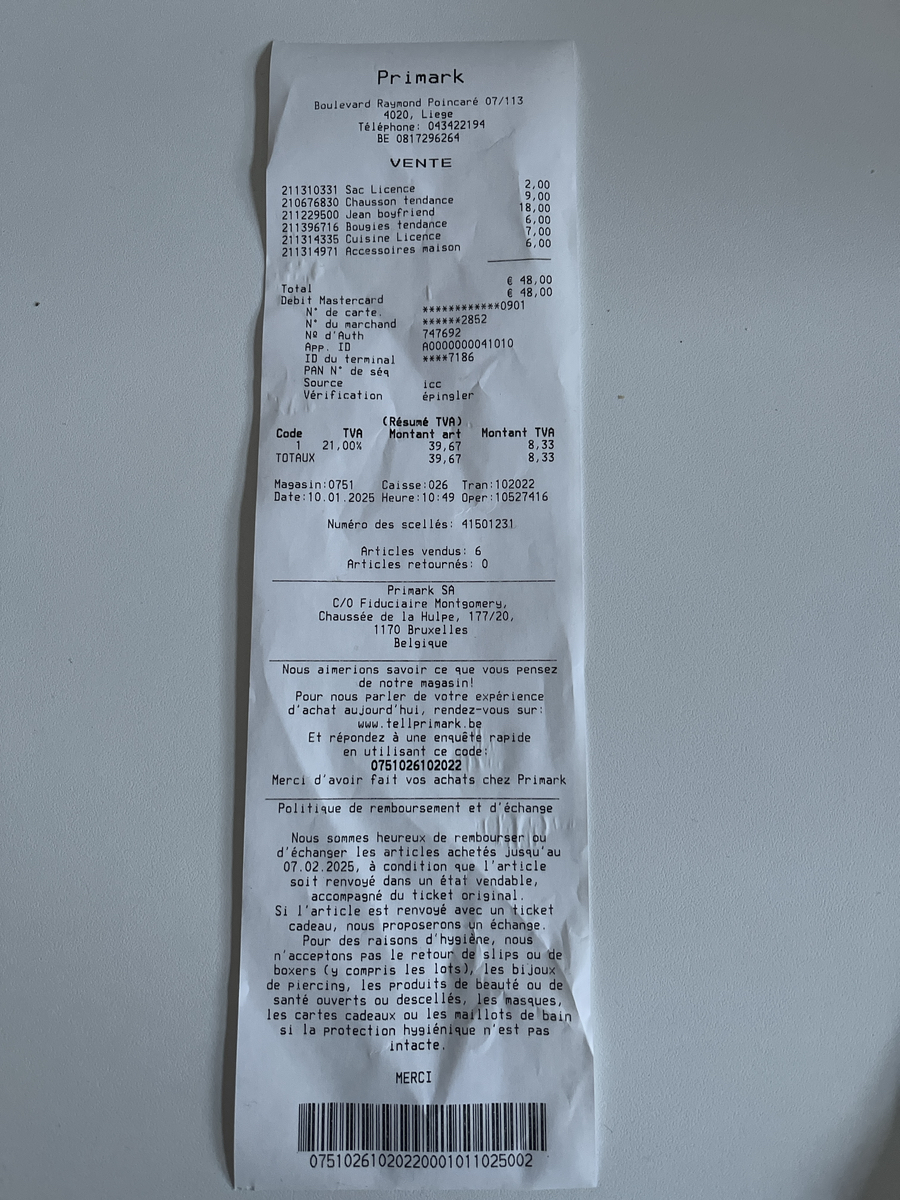 Primark
Boulevard Raymond Poincaré 07/113
4020, Liege
Téléphone: 043422194
BE 0817296264
VENTE
211310331 Sac Licence 2,00
210676830 Chausson tendance 9,00
211229500 Jean boyfriend 18,00
211396716 Bougies tendance 6,00
211314335 Cuisine Licence 7,00
211314971 Accessoires maison 6,00
Total € 48,00
Debit Mastercard € 48,00
N° de carte. ************0901
N° du marchand ******2852
Nº d'Auth 747692
App. ID A0000000041010
ID du terminal ****7186
PAN N° de séq
Source icc
Vérification épingler
(Résumé TVA)
Code TVA Montant art Montant TVA
1 21,00% 39,67 8,33
TOTAUX 39,67 8,33
Magasin:0751 Caisse:026 Tran:102022
Date:10.01.2025 Heure:10:49 Oper:10527416
Numéro des scellés: 41501231
Articles vendus: 6
Articles retournés: 0
Primark SA
C/O Fiduciaire Montgomery,
Chaussée de la Hulpe, 177/20,
1170 Bruxelles
Belgique
Nous aimerions savoir ce que vous pensez
de notre magasin!
Pour nous parler de votre expérience
d'achat aujourd'hui, rendez-vous sur:
www.tellprimark.be
Et répondez à une enquête rapide
en utilisant ce code:
0751026102022
Merci d'avoir fait vos achats chez Primark
Politique de remboursement et d'échange
Nous sommes heureux de rembourser ou
d'échanger les articles achetés jusqu'au
07.02.2025, à condition que l'article
soit renvoyé dans un état vendable,
accompagné du ticket original.
Si l'article est renvoyé avec un ticket
cadeau, nous proposerons un échange.
Pour des raisons d'hygiène, nous
n'acceptons pas le retour de slips ou de
boxers (y compris les lots), les bijoux
de piercing, les produits de beauté ou de
santé ouverts ou descellés, les masques,
les cartes cadeaux ou les maillots de bain
si la protection hygiénique n'est pas
intacte.
MERCI
0751026102022000101102​5002